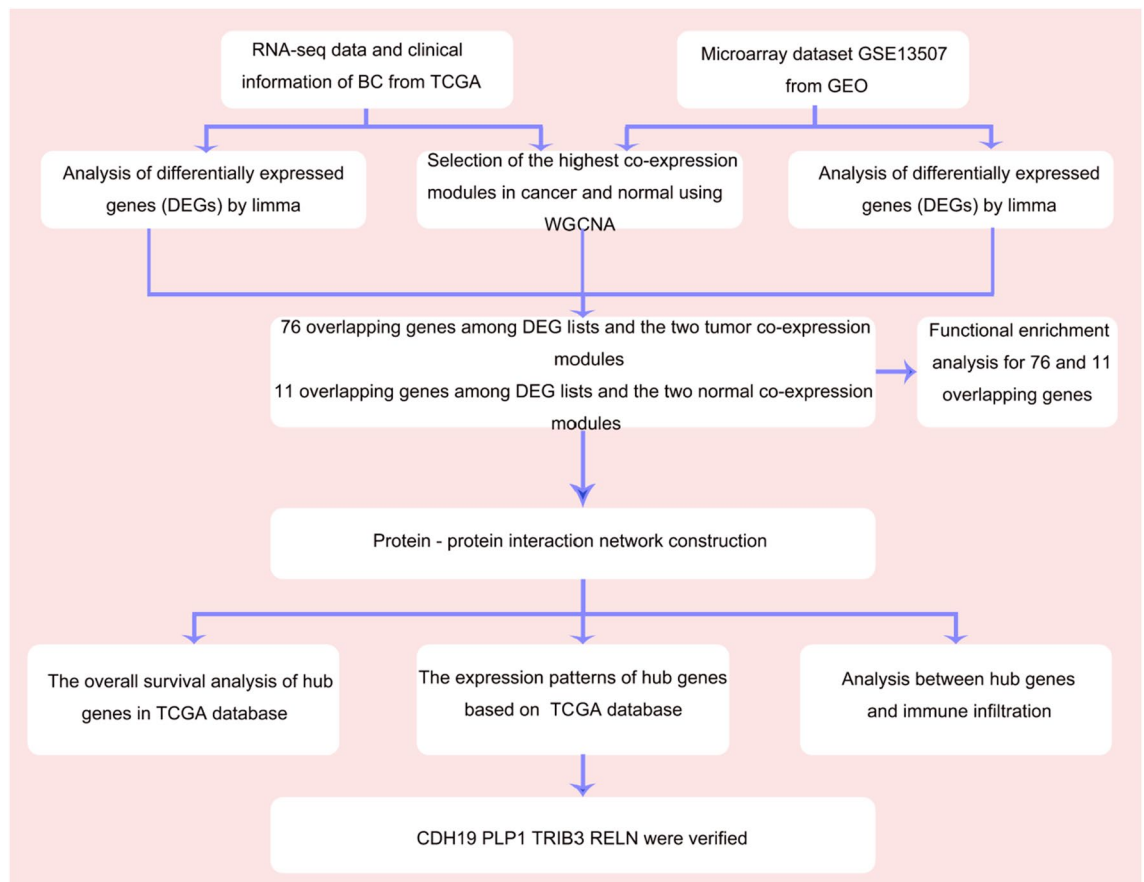 RNA-seq data and clinical
information of BC from TCGA
Microarray dataset GSE13507
from GEO
Analysis of differentially expressed
genes (DEGs) by limma
Selection of the highest co-expression
modules in cancer and normal using
WGCNA
Analysis of differentially expressed
genes (DEGs) by limma
76 overlapping genes among DEG lists and the two tumor co-expression
modules
11 overlapping genes among DEG lists and the two normal co-expression
modules
Functional enrichment
analysis for 76 and 11
overlapping genes
Protein - protein interaction network construction
The overall survival analysis of hub
genes in TCGA database
The expression patterns of hub genes
based on TCGA database
Analysis between hub genes
and immune infiltration
CDH19 PLP1 TRIB3 RELN were verified